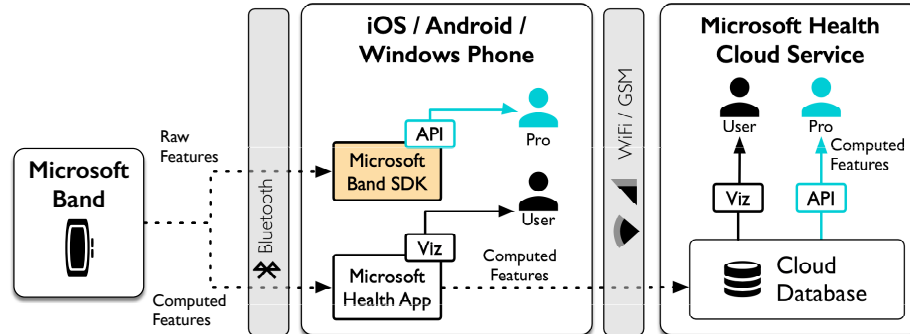 Microsoft
Band
Raw
Features
Computed
Features
Bluetooth
iOS / Android /
Windows Phone
API
Pro
Microsoft
Band SDK
User
Viz
Microsoft
Health App
Computed
Features
WiFi / GSM
Microsoft Health
Cloud Service
User
Pro
Computed
Features
Viz
API
Cloud
Database